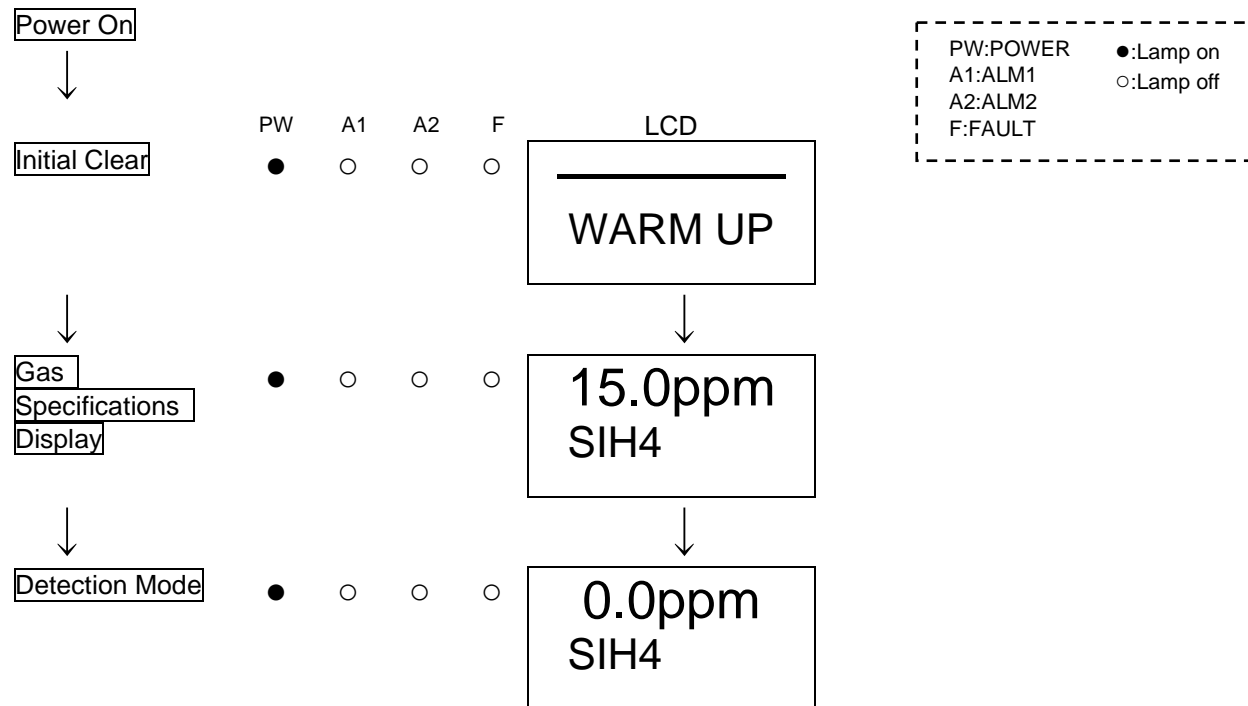 Power On
PW:POWER ●:Lamp on
A1:ALM1 ○:Lamp off
A2:ALM2
F:FAULT
PW A1 A2 F LCD
Initial Clear ● ○ ○ ○
WARM UP
Gas
Specifications
Display
● ○ ○ ○
15.0ppm
SIH4
Detection Mode ● ○ ○ ○
0.0ppm
SIH4